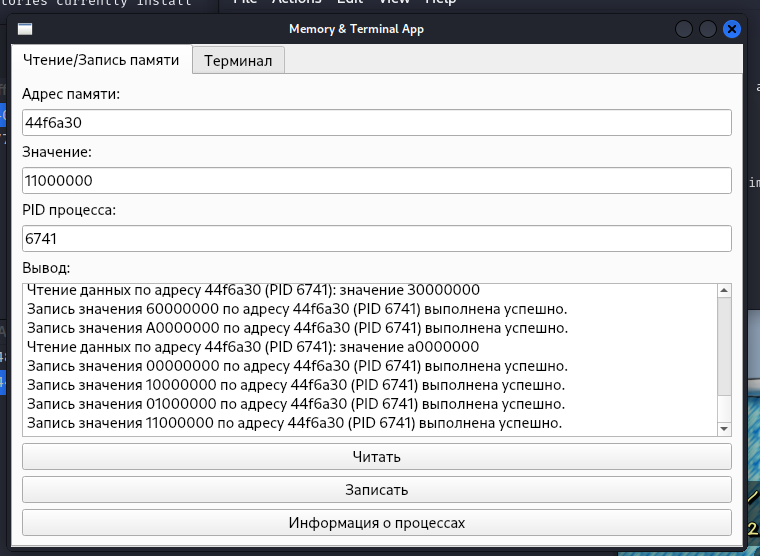 tories currently install
File Actions Edit View Help
Memory & Terminal App
Чтение/Запись памяти
Терминал
Адрес памяти:
44f6a30
Значение:
11000000
PID процесса:
6741
Вывод:
Чтение данных по адресу 44f6a30 (PID 6741): значение 30000000
Запись значения 60000000 по адресу 44f6a30 (PID 6741) выполнена успешно.
Запись значения A0000000 по адресу 44f6a30 (PID 6741) выполнена успешно.
Чтение данных по адресу 44f6a30 (PID 6741): значение a0000000
Запись значения 00000000 по адресу 44f6a30 (PID 6741) выполнена успешно.
Запись значения 10000000 по адресу 44f6a30 (PID 6741) выполнена успешно.
Запись значения 01000000 по адресу 44f6a30 (PID 6741) выполнена успешно.
Запись значения 11000000 по адресу 44f6a30 (PID 6741) выполнена успешно.
Читать
Записать
Информация о процессах